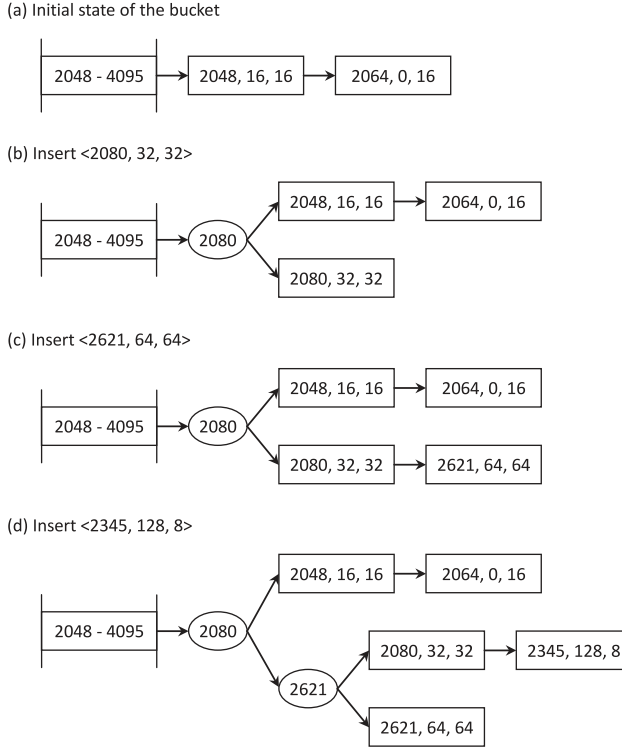 (a) Initial state of the bucket
2048 - 4095
2048, 16, 16
2064, 0, 16
(b) Insert <2080, 32, 32>
2048, 16, 16
2064, 0, 16
2048 - 4095
2080
2080, 32, 32
(c) Insert <2621, 64, 64>
2048, 16, 16
2064, 0, 16
2048 - 4095
2080
2080, 32, 32
2621, 64, 64
(d) Insert <2345, 128, 8>
2048, 16, 16
2064, 0, 16
2048 - 4095
2080
2080, 32, 32
2345, 128, 8
2621
2621, 64, 64